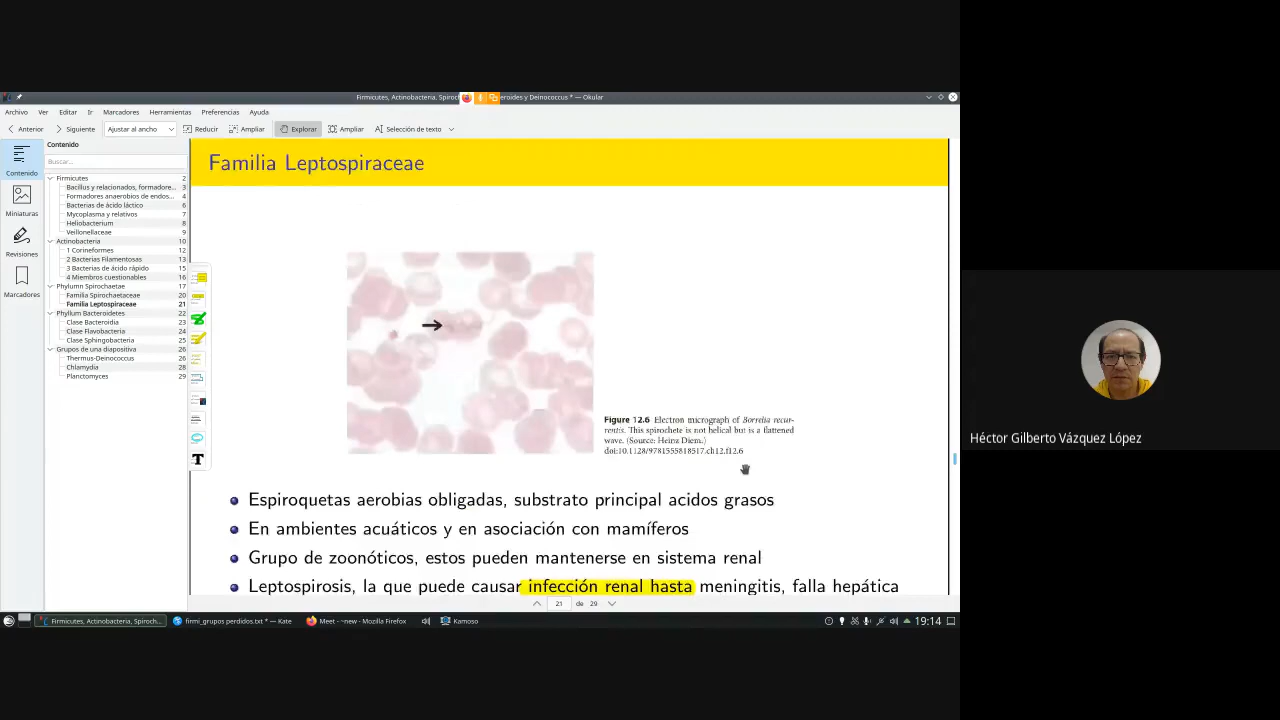 Firmicutes, Actinobacteria, Spiroch eroides y Deinococcus * — Okular
Archivo Ver Editar Ir Marcadores Herramientas Preferencias Ayuda
Anterior Siguiente Ajustar al ancho Reducir Ampliar Explorar Ampliar Selección de texto
Contenido
Buscar...
Contenido
Miniaturas
Revisiones
Marcadores
Firmicutes 2
Bacillus y relacionados, formadore... 3
Formadores anaerobios de endos... 4
Bacterias de ácido láctico 6
Mycoplasma y relativos 7
Heliobacterium 8
Veillonellaceae 9
Actinobacteria 10
1 Corineformes 12
2 Bacterias Filamentosas 13
3 Bacterias de ácido rápido 15
4 Miembros cuestionables 16
Phylumn Spirochaetae 17
Familia Spirochaetaceae 20
Familia Leptospiraceae 21
Phyllum Bacteroidetes 22
Clase Bacteroidia 23
Clase Flavobacteria 24
Clase Sphingobacteria 25
Grupos de una diapositiva 26
Thermus-Deinococcus 26
Chlamydia 28
Planctomyces 29
T
Familia Leptospiraceae
Figure 12.6 Electron micrograph of Borrelia recur-
rentis. This spirochete is not helical but is a flattened
wave. (Source: Heinz Diem.)
doi:10.1128/9781555818517.ch12.f12.6
Espiroquetas aerobias obligadas, substrato principal acidos grasos
En ambientes acuáticos y en asociación con mamíferos
Grupo de zoonóticos, estos pueden mantenerse en sistema renal
Leptospirosis, la que puede causar infección renal hasta meningitis, falla hepática
21 de 29
Firmicutes, Actinobacteria, Spiroch... firmi_grupos perdidos.txt * — Kate Meet - ~new - Mozilla Firefox Kamoso 19:14
Héctor Gilberto Vázquez López